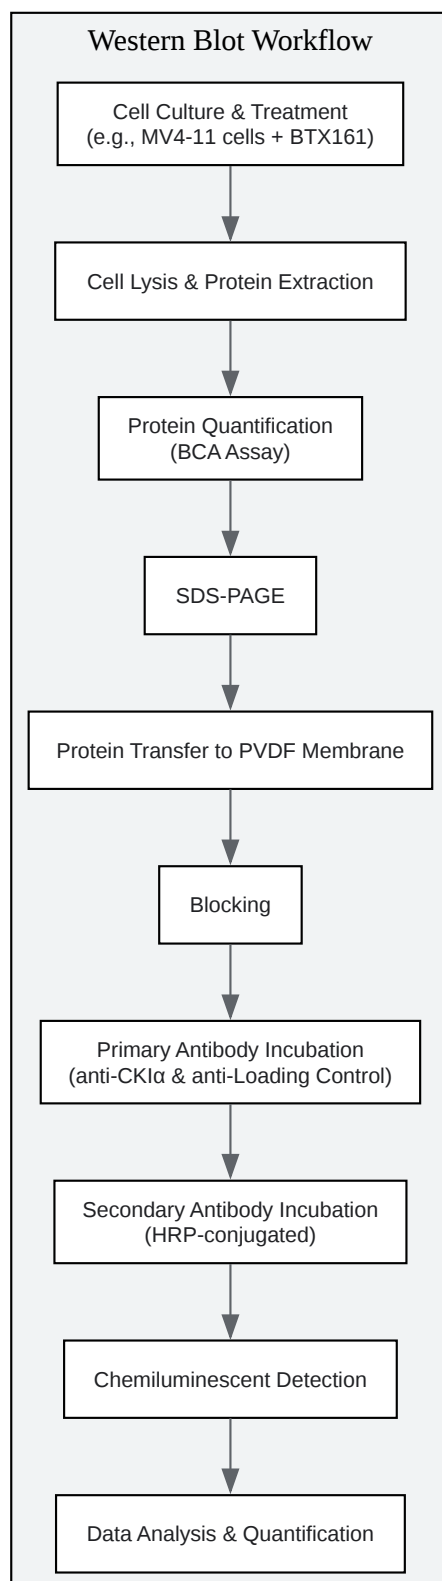 Western Blot Workflow
Cell Culture & Treatment
(e.g., MV4-11 cells + BTX161)
Cell Lysis & Protein Extraction
Protein Quantification
(BCA Assay)
SDS-PAGE
Protein Transfer to PVDF Membrane
Blocking
Primary Antibody Incubation
(anti-CKIα & anti-Loading Control)
Secondary Antibody Incubation
(HRP-conjugated)
Chemiluminescent Detection
Data Analysis & Quantification